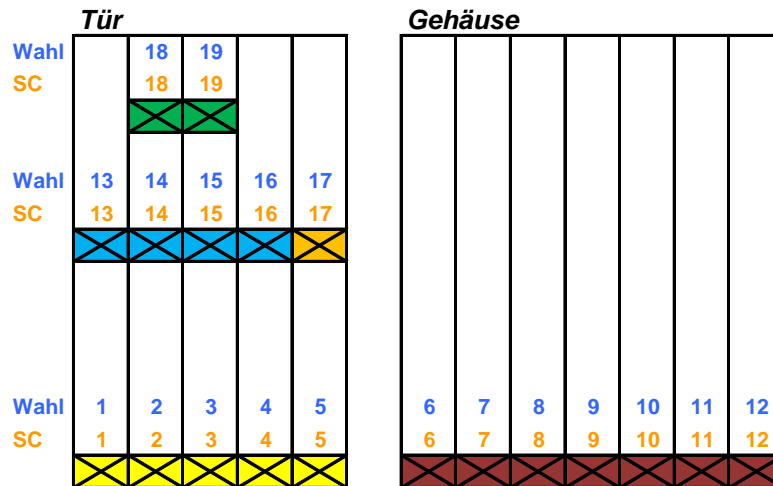 Tür Gehäuse
Wahl 18 19
SC 18 19
Wahl 13 14 15 16 17
SC 13 14 15 16 17
Wahl 1 2 3 4 5 6 7 8 9 10 11 12
SC 1 2 3 4 5 6 7 8 9 10 11 12